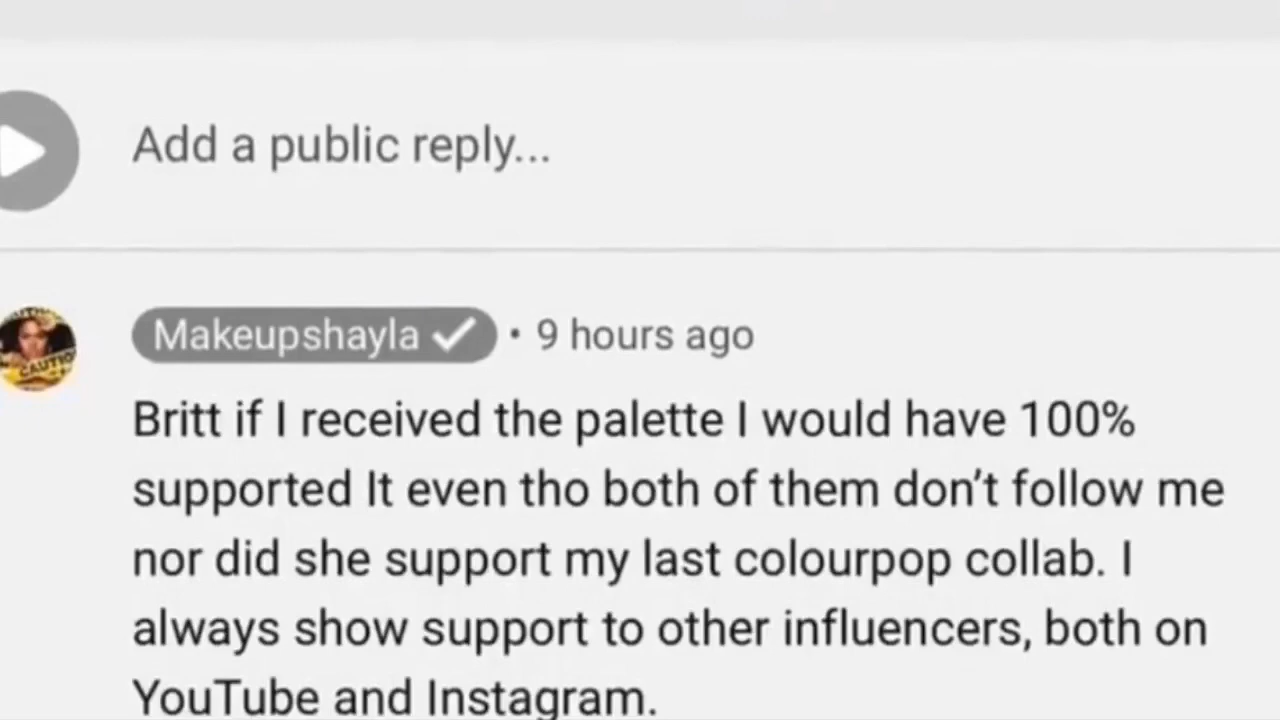 Add a public reply...
Makeupshayla • 9 hours ago
Britt if I received the palette I would have 100%
supported It even tho both of them don't follow me
nor did she support my last colourpop collab. I
always show support to other influencers, both on
YouTube and Instagram.
CAUTIO